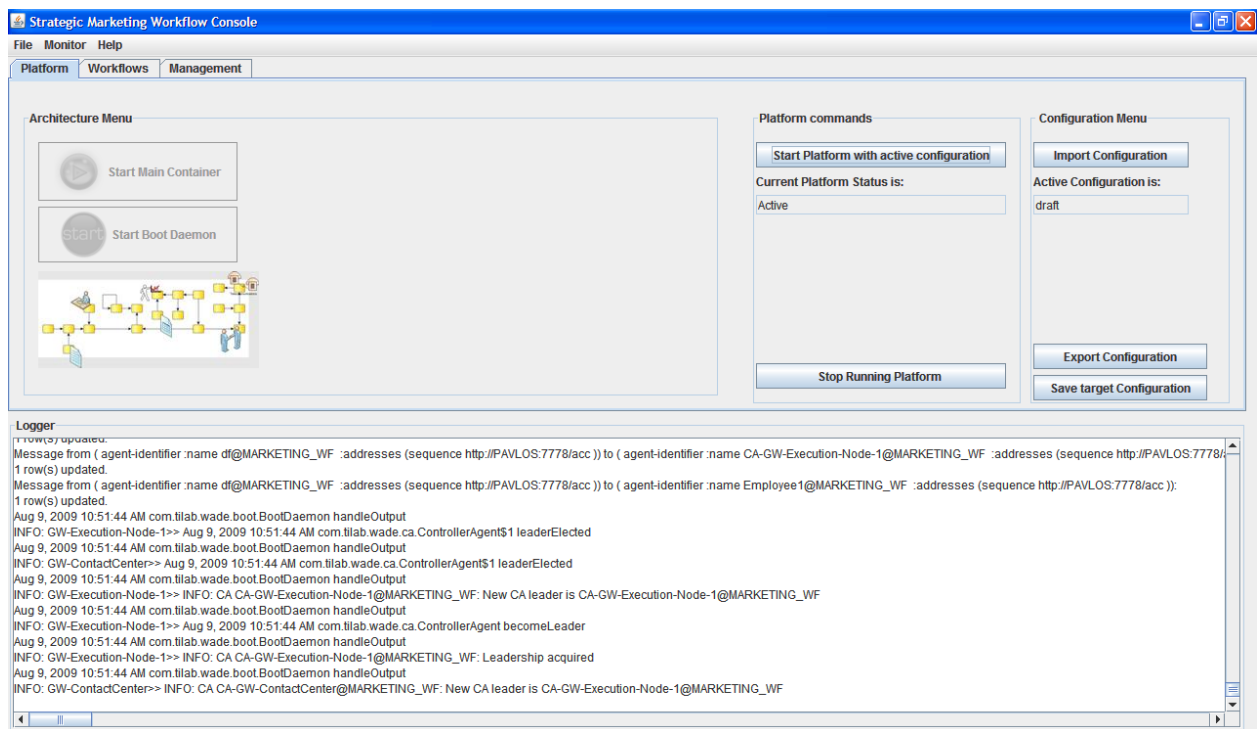 Strategic Marketing Workflow Console
File Monitor Help
Platform Workflows Management
Architecture Menu
Start Main Container
start Start Boot Daemon
Platform commands
Start Platform with active configuration
Current Platform Status is:
Active
Stop Running Platform
Configuration Menu
Import Configuration
Active Configuration is:
draft
Export Configuration
Save target Configuration
Logger
1 row(s) updated.
Message from ( agent-identifier :name df@MARKETING_WF :addresses (sequence http://PAVLOS:7778/acc )) to ( agent-identifier :name CA-GW-Execution-Node-1@MARKETING_WF :addresses (sequence http://PAVLOS:7778/
1 row(s) updated.
Message from ( agent-identifier :name df@MARKETING_WF :addresses (sequence http://PAVLOS:7778/acc )) to ( agent-identifier :name Employee1@MARKETING_WF :addresses (sequence http://PAVLOS:7778/acc )):
1 row(s) updated.
Aug 9, 2009 10:51:44 AM com.tilab.wade.boot.BootDaemon handleOutput
INFO: GW-Execution-Node-1>> Aug 9, 2009 10:51:44 AM com.tilab.wade.ca.ControllerAgent$1 leaderElected
Aug 9, 2009 10:51:44 AM com.tilab.wade.boot.BootDaemon handleOutput
INFO: GW-ContactCenter>> Aug 9, 2009 10:51:44 AM com.tilab.wade.ca.ControllerAgent$1 leaderElected
Aug 9, 2009 10:51:44 AM com.tilab.wade.boot.BootDaemon handleOutput
INFO: GW-Execution-Node-1>> INFO: CA CA-GW-Execution-Node-1@MARKETING_WF: New CA leader is CA-GW-Execution-Node-1@MARKETING_WF
Aug 9, 2009 10:51:44 AM com.tilab.wade.boot.BootDaemon handleOutput
INFO: GW-Execution-Node-1>> Aug 9, 2009 10:51:44 AM com.tilab.wade.ca.ControllerAgent becomeLeader
Aug 9, 2009 10:51:44 AM com.tilab.wade.boot.BootDaemon handleOutput
INFO: GW-Execution-Node-1>> INFO: CA CA-GW-Execution-Node-1@MARKETING_WF: Leadership acquired
Aug 9, 2009 10:51:44 AM com.tilab.wade.boot.BootDaemon handleOutput
INFO: GW-ContactCenter>> INFO: CA CA-GW-ContactCenter@MARKETING_WF: New CA leader is CA-GW-Execution-Node-1@MARKETING_WF